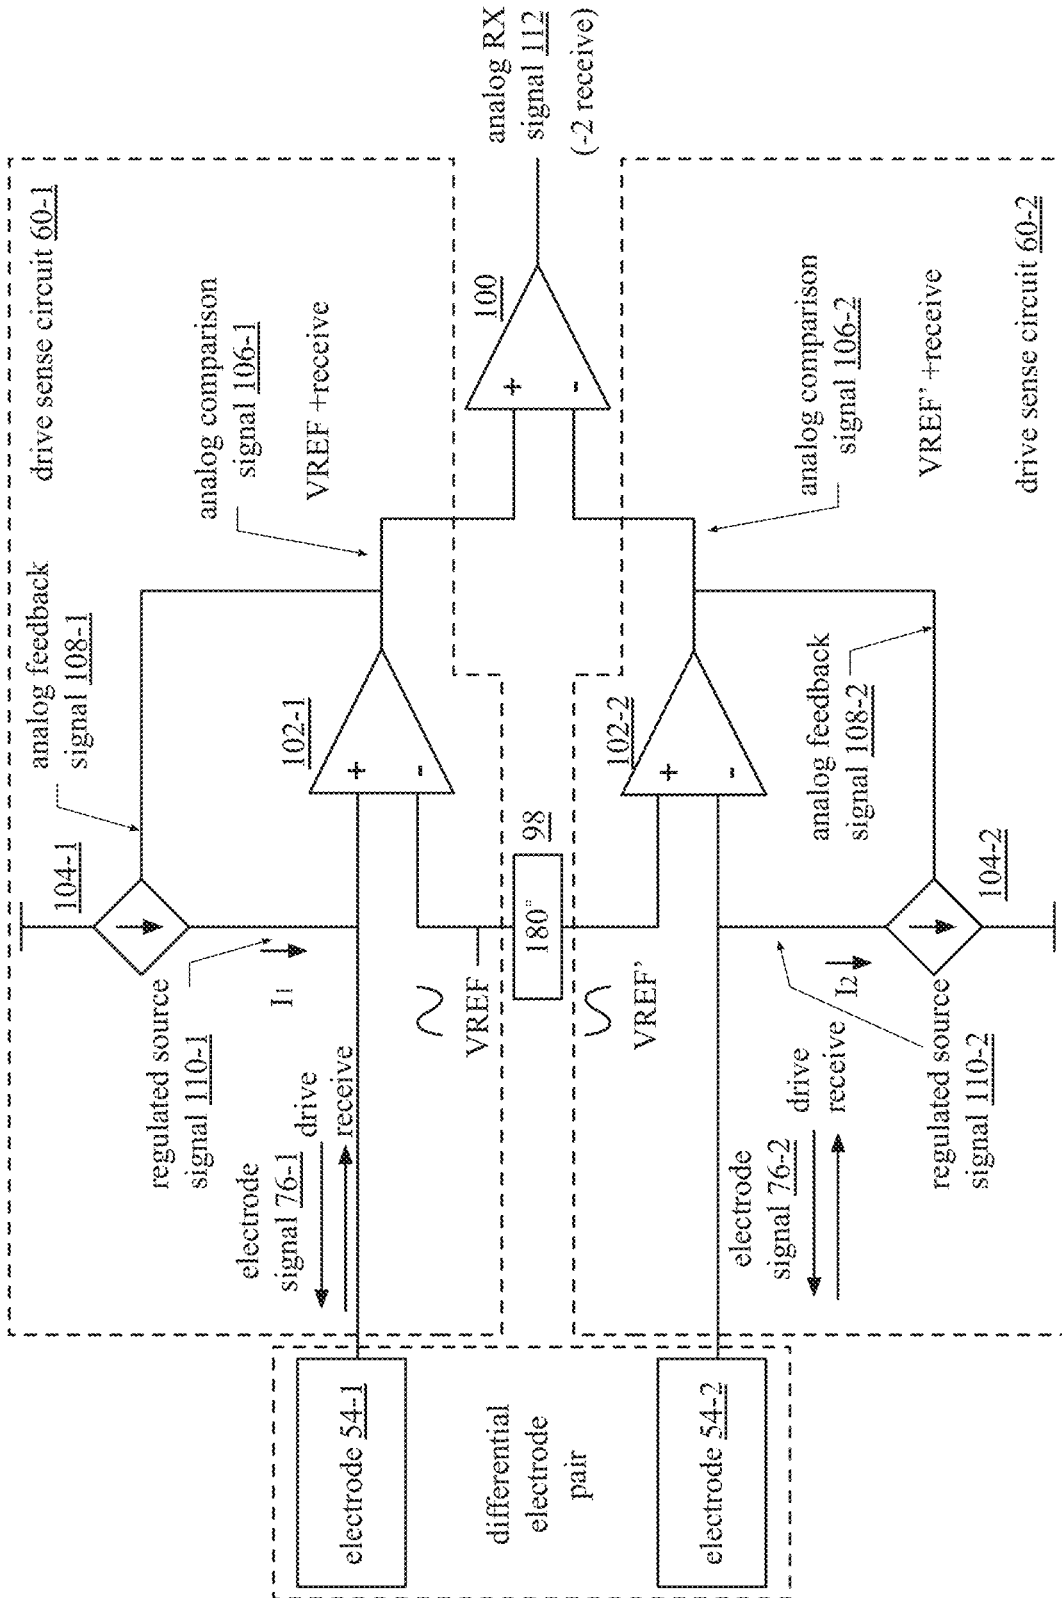 drive sense circuit 60-1
104-1
analog feedback
signal 108-1
regulated source
signal 110-1
I1
electrode
signal 76-1
drive
receive
102-1
+
-
analog comparison
signal 106-1
VREF +receive
electrode 54-1
differential
electrode
pair
electrode 54-2
VREF
180°
98
VREF'
100
+
-
analog RX
signal 112
(-2 receive)
102-2
+
-
analog comparison
signal 106-2
VREF' +receive
electrode
signal 76-2
drive
receive
I2
analog feedback
signal 108-2
regulated source
signal 110-2
104-2
drive sense circuit 60-2